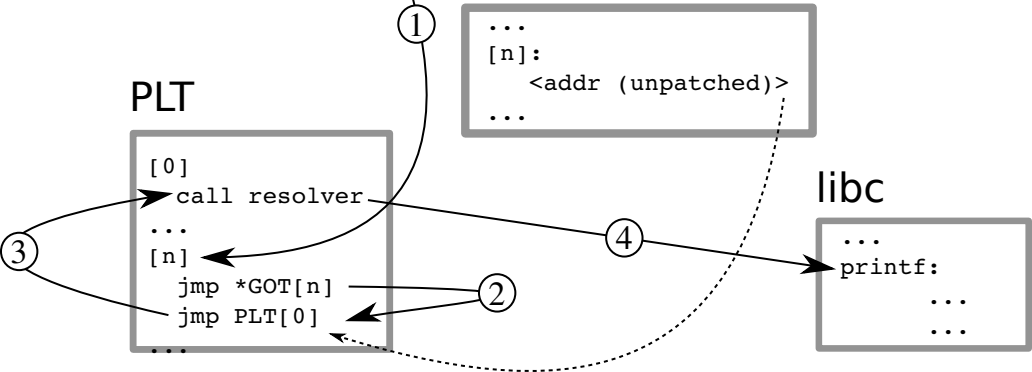 ①
...
[n]:
<addr (unpatched)>
...
PLT
[0]
call resolver
...
[n]
jmp *GOT[n]
jmp PLT[0]
...
③
②
④
libc
...
printf:
...
...